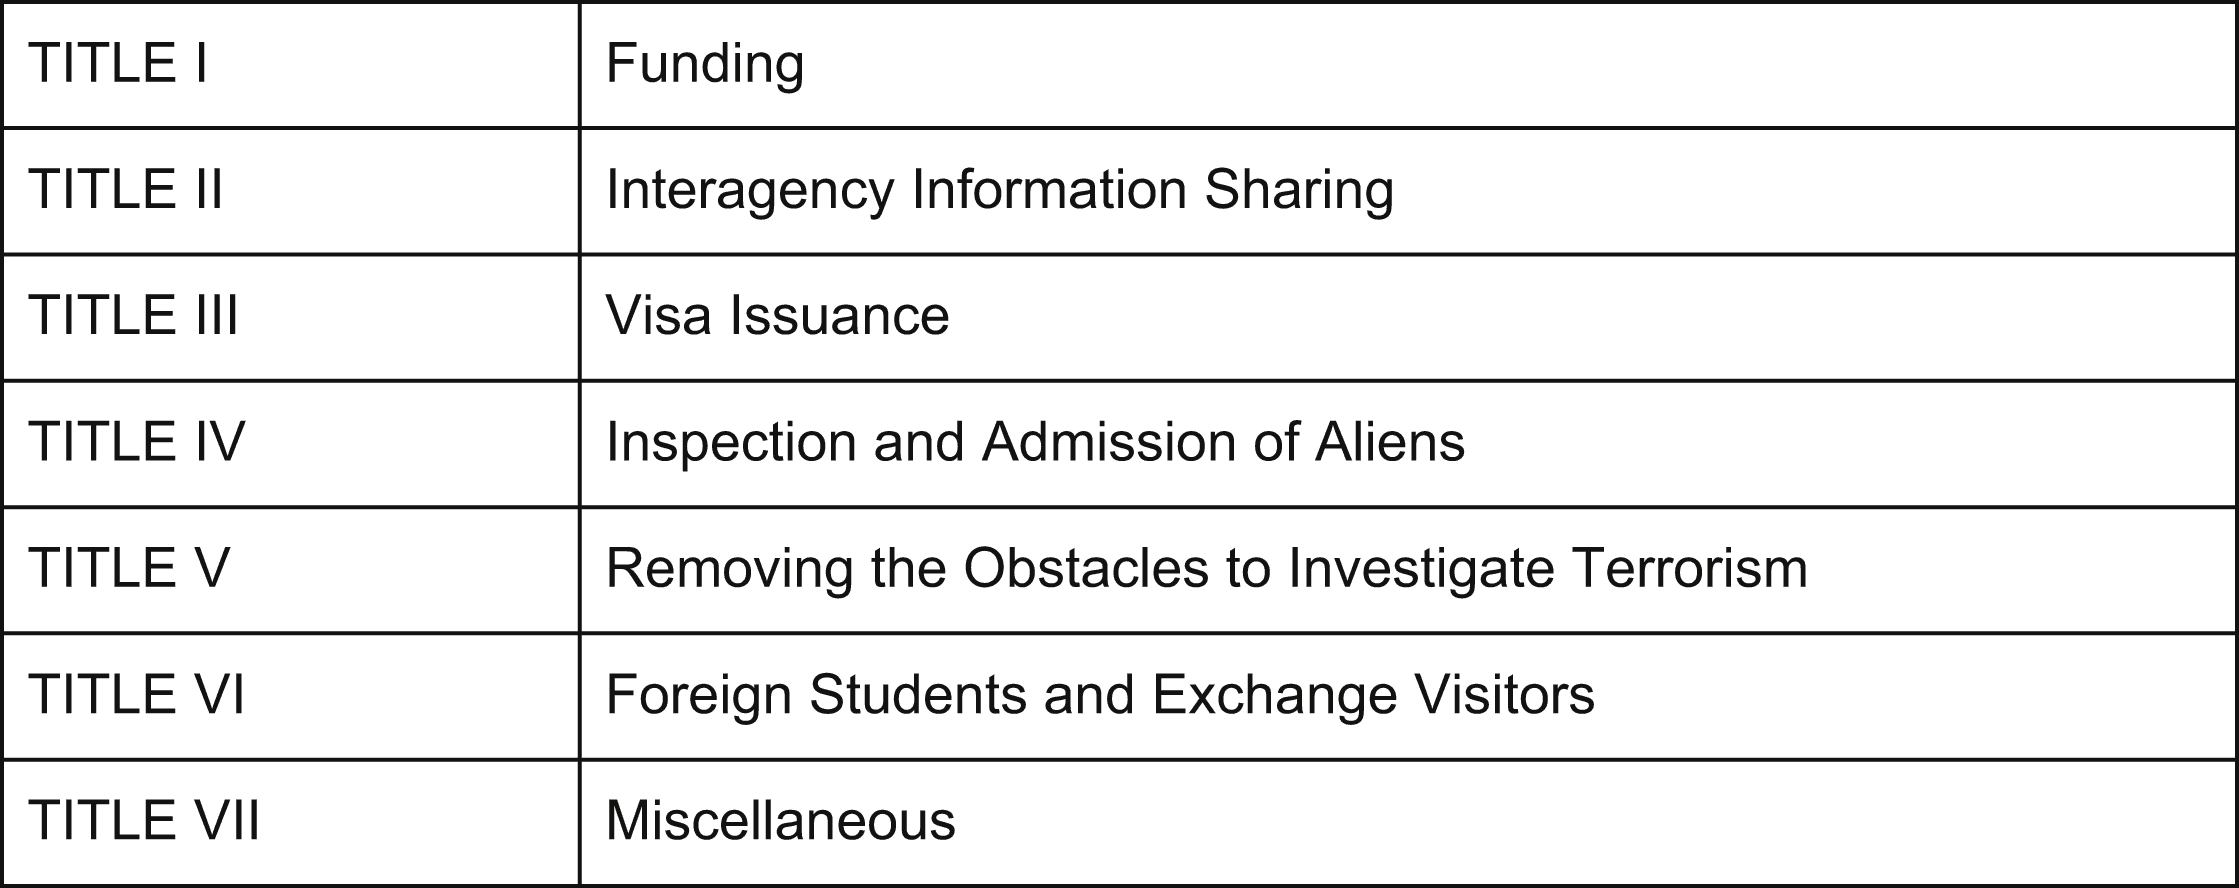 TITLE I Funding
TITLE II Interagency Information Sharing
TITLE III Visa Issuance
TITLE IV Inspection and Admission of Aliens
TITLE V Removing the Obstacles to Investigate Terrorism
TITLE VI Foreign Students and Exchange Visitors
TITLE VII Miscellaneous